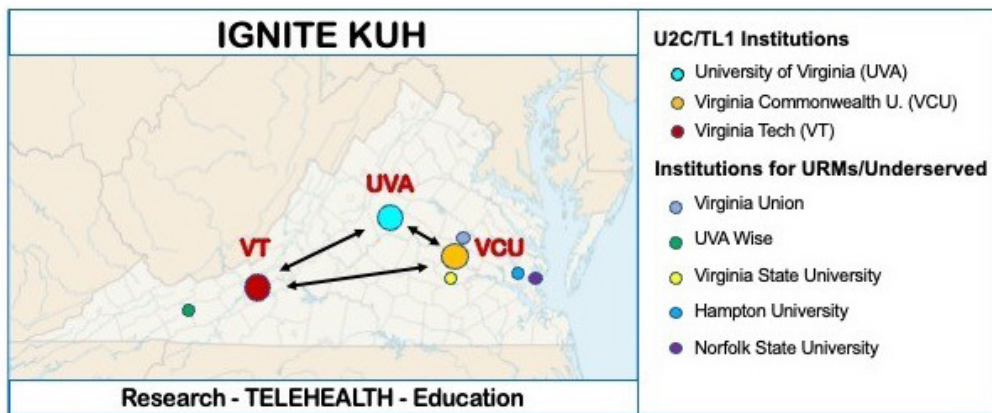 IGNITE KUH
UVA
VT
VCU
Research - TELEHEALTH - Education
U2C/TL1 Institutions
University of Virginia (UVA)
Virginia Commonwealth U. (VCU)
Virginia Tech (VT)
Institutions for URMs/Underserved
Virginia Union
UVA Wise
Virginia State University
Hampton University
Norfolk State University